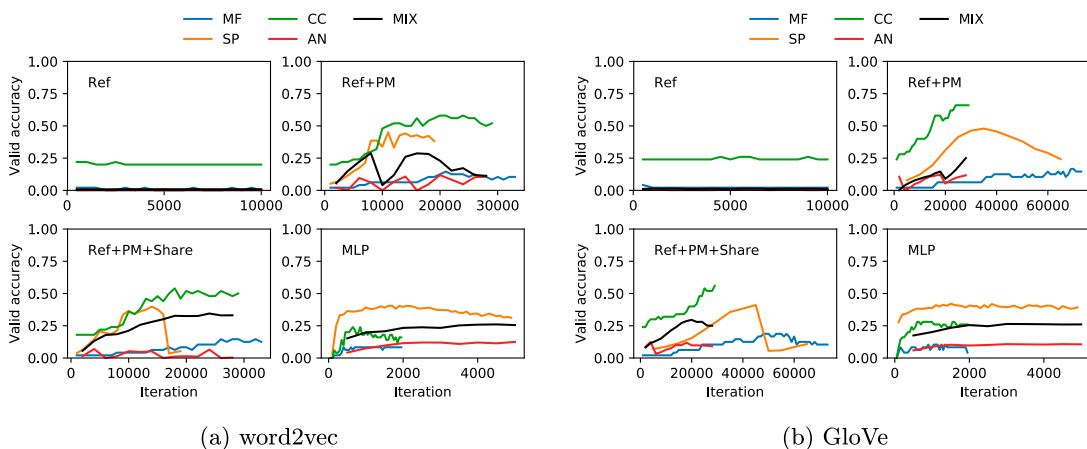 MF CC MIX
SP AN
Valid accuracy
1.00
0.75
0.50
0.25
0.00
Ref
0 5000 10000
1.00
0.75
0.50
0.25
0.00
Ref+PM
0 10000 20000 30000
Valid accuracy
1.00
0.75
0.50
0.25
0.00
Ref+PM+Share
0 10000 20000 30000
Iteration
1.00
0.75
0.50
0.25
0.00
MLP
0 2000 4000
Iteration
(a) word2vec
MF CC MIX
SP AN
Valid accuracy
1.00
0.75
0.50
0.25
0.00
Ref
0 5000 10000
1.00
0.75
0.50
0.25
0.00
Ref+PM
0 20000 40000 60000
Valid accuracy
1.00
0.75
0.50
0.25
0.00
Ref+PM+Share
0 20000 40000 60000
Iteration
1.00
0.75
0.50
0.25
0.00
MLP
0 2000 4000
Iteration
(b) GloVe